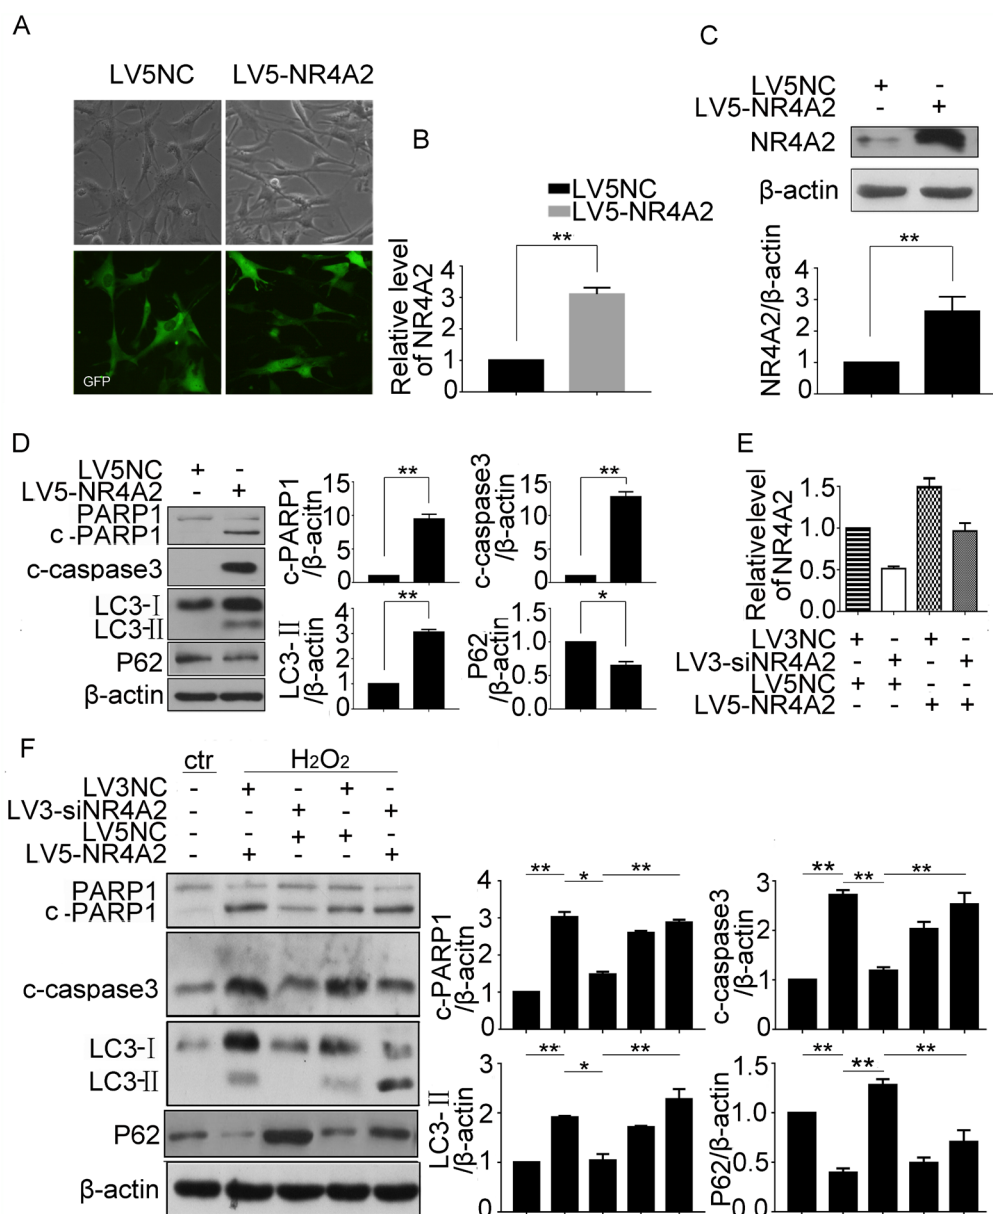 A
LV5NC LV5-NR4A2
GFP
B
LV5NC
LV5-NR4A2
**
Relative level
of NR4A2
4
3
2
1
0
C
LV5NC + -
LV5-NR4A2 - +
NR4A2
β-actin
**
NR4A2/β-actin
4
3
2
1
0
D
LV5NC + -
LV5-NR4A2 - +
PARP1
c-PARP1
c-caspase3
LC3-Ⅰ
LC3-Ⅱ
P62
β-actin
**
c-PARP1
/β-acitin
15
10
5
0
**
c-caspase3
/β-actin
15
10
5
0
**
LC3-Ⅱ
/β-actin
4
3
2
1
0
*
P62
/β-actin
1.5
1.0
0.5
0.0
E
Relativelevel
of NR4A2
1.5
1.0
0.5
0.0
LV3NC + - + -
LV3-siNR4A2 - + - +
LV5NC + + - -
LV5-NR4A2 - - + +
F
ctr H2O2
LV3NC - + - + -
LV3-siNR4A2 - - + - +
LV5NC - - + + -
LV5-NR4A2 - + - - +
PARP1
c-PARP1
c-caspase3
LC3-Ⅰ
LC3-Ⅱ
P62
β-actin
** * **
c-PARP1
/β-acitn
4
3
2
1
0
** ** **
c-caspase3
/β-actin
3
2
1
0
** * **
LC3-Ⅱ
/β-actin
3
2
1
0
** ** **
P62/β-actin
1.5
1.0
0.5
0.0